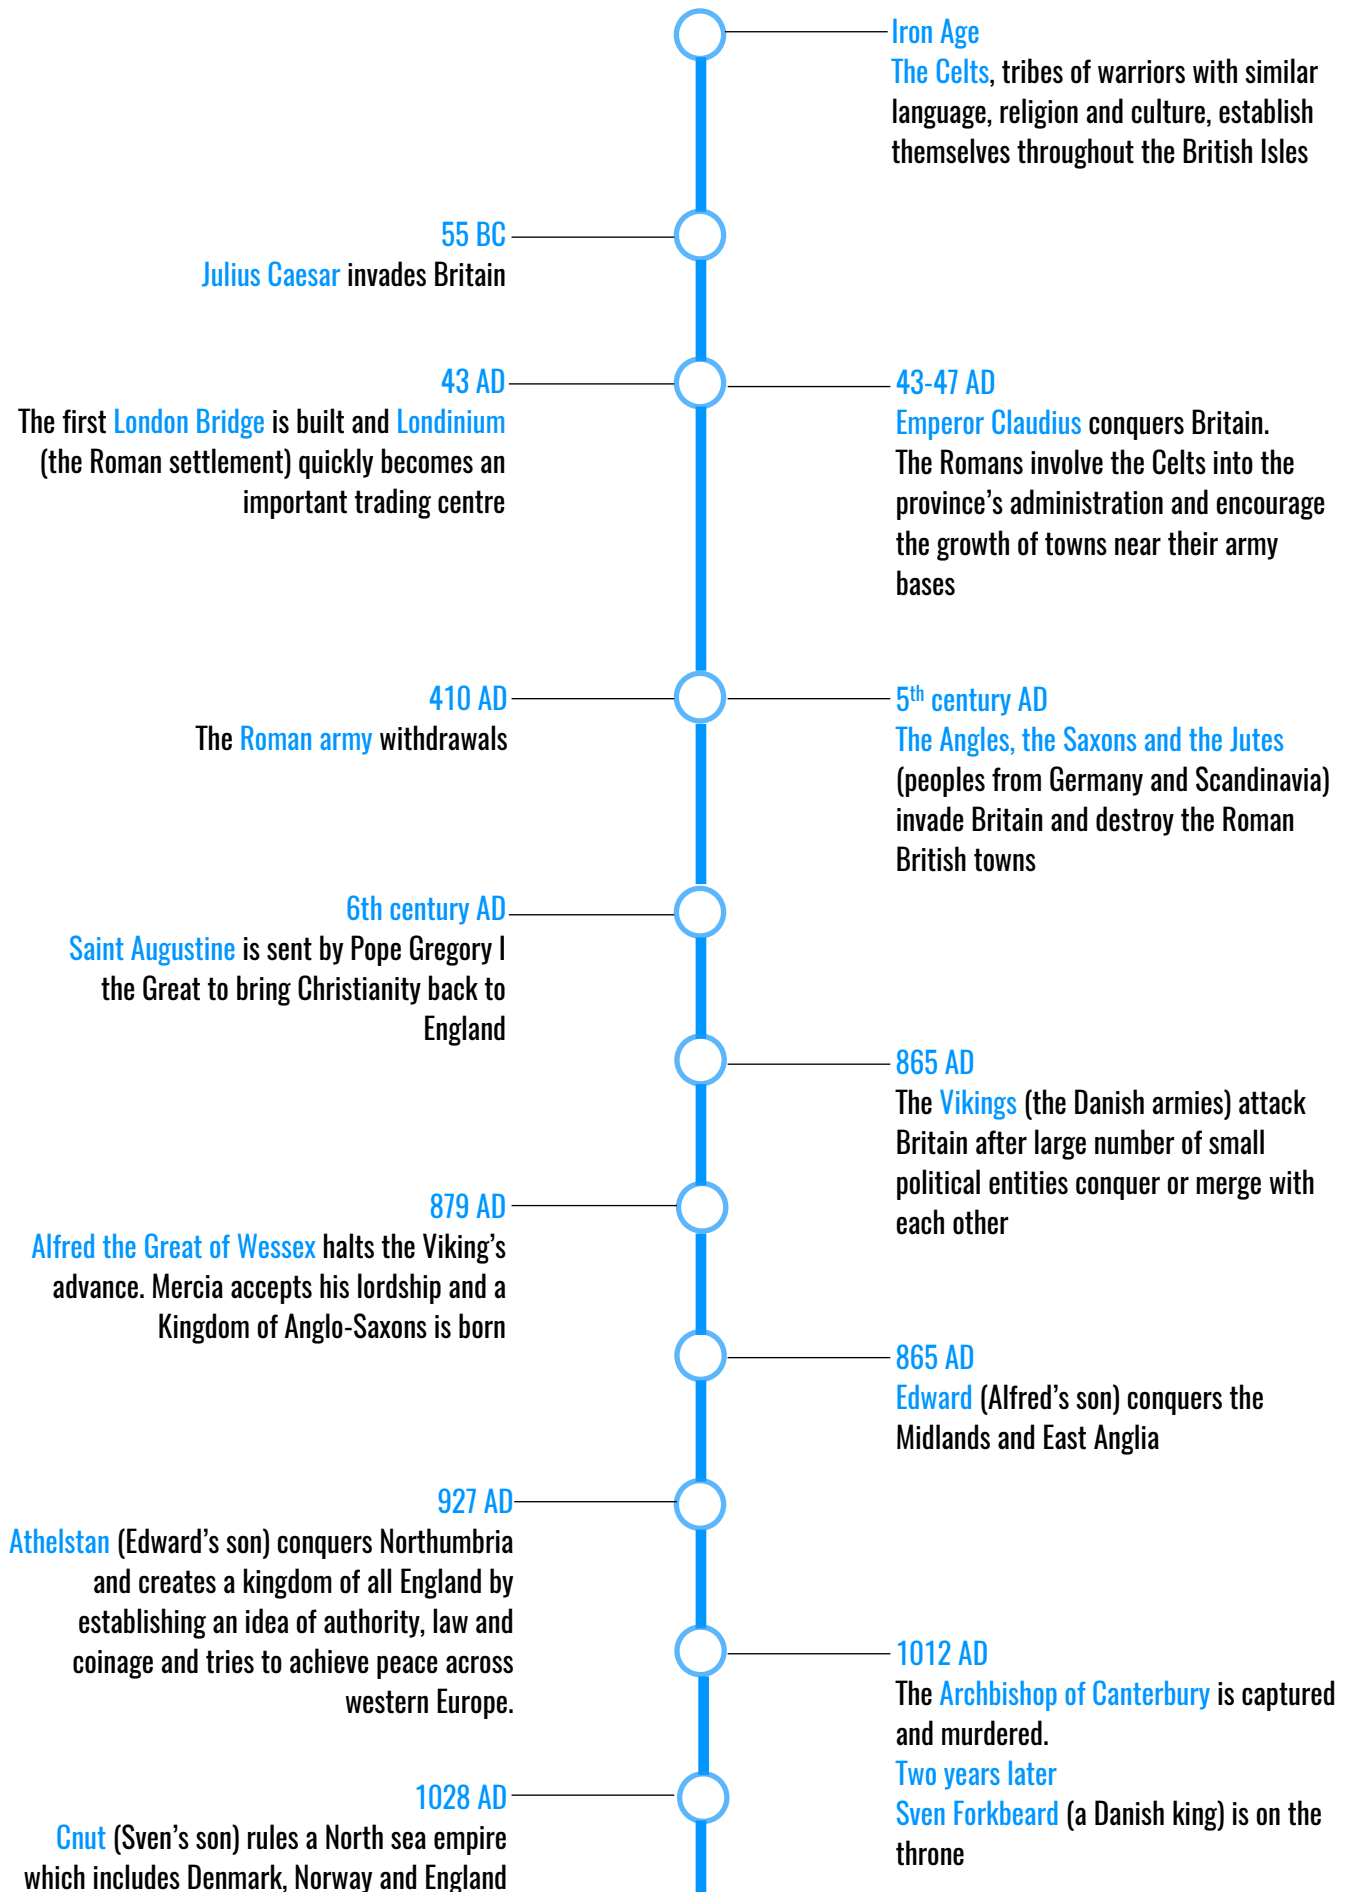 Iron Age
The Celts, tribes of warriors with similar
language, religion and culture, establish
themselves throughout the British Isles
55 BC
Julius Caesar invades Britain
43 AD
The first London Bridge is built and Londinium
(the Roman settlement) quickly becomes an
important trading centre
43-47 AD
Emperor Claudius conquers Britain.
The Romans involve the Celts into the
province’s administration and encourage
the growth of towns near their army
bases
410 AD
The Roman army withdrawals
5th century AD
The Angles, the Saxons and the Jutes
(peoples from Germany and Scandinavia)
invade Britain and destroy the Roman
British towns
6th century AD
Saint Augustine is sent by Pope Gregory I
the Great to bring Christianity back to
England
865 AD
The Vikings (the Danish armies) attack
Britain after large number of small
political entities conquer or merge with
each other
879 AD
Alfred the Great of Wessex halts the Viking’s
advance. Mercia accepts his lordship and a
Kingdom of Anglo-Saxons is born
865 AD
Edward (Alfred’s son) conquers the
Midlands and East Anglia
927 AD
Athelstan (Edward’s son) conquers Northumbria
and creates a kingdom of all England by
establishing an idea of authority, law and
coinage and tries to achieve peace across
western Europe.
1012 AD
The Archbishop of Canterbury is captured
and murdered.
Two years later
Sven Forkbeard (a Danish king) is on the
throne
1028 AD
Cnut (Sven’s son) rules a North sea empire
which includes Denmark, Norway and England